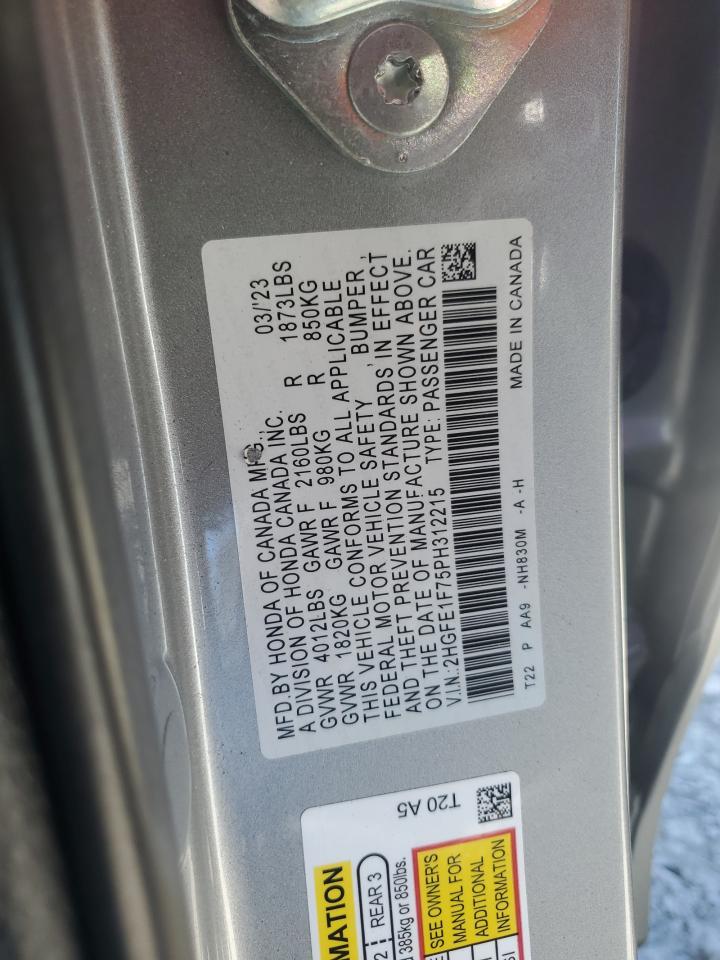 MFD. BY HONDA OF CANADA MFG., 03/'23
A DIVISION OF HONDA CANADA INC.
GVWR 4012LBS GAWR F 2160LBS R 1873LBS
GVWR 1820KG GAWR F 980KG R 850KG
THIS VEHICLE CONFORMS TO ALL APPLICABLE
FEDERAL MOTOR VEHICLE SAFETY , BUMPER ,
AND THEFT PREVENTION STANDARDS IN EFFECT
ON THE DATE OF MANUFACTURE SHOWN ABOVE.
V.I.N.:2HGFE1F75PH312215 TYPE: PASSENGER CAR
T22 P AA9 -NH830M -A -H MADE IN CANADA
T20 A5
MATION
2 REAR 3
385kg or 850lbs.
SEE OWNER'S
MANUAL FOR
ADDITIONAL
INFORMATION